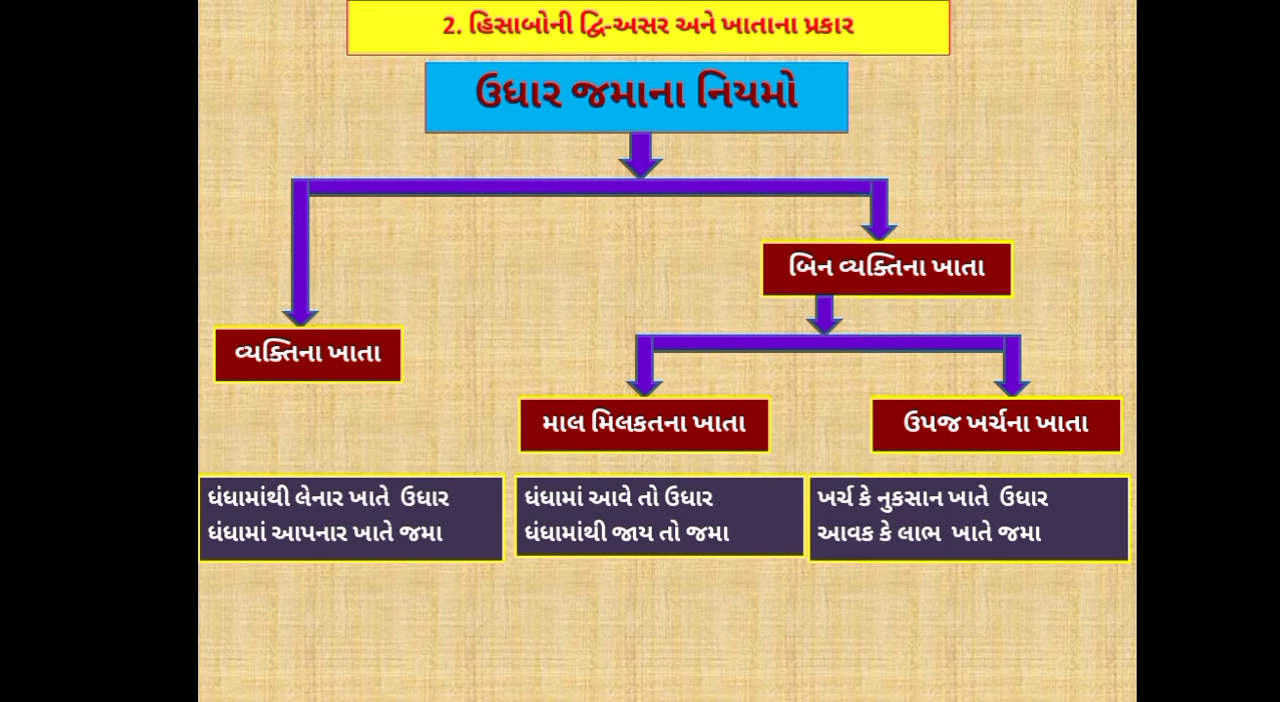 2. હિસાબોની દ્વિ-અસર અને ખાતાના પ્રકાર
ઉધાર જમાના નિયમો
બિન વ્યક્તિના ખાતા
વ્યક્તિના ખાતા
માલ મિલકતના ખાતા
ઉપજ ખર્ચના ખાતા
ધંધામાંથી લેનાર ખાતે ઉધાર
ધંધામાં આપનાર ખાતે જમા
ધંધામાં આવે તો ઉધાર
ધંધામાંથી જાય તો જમા
ખર્ચ કે નુકસાન ખાતે ઉધાર
આવક કે લાભ ખાતે જમા